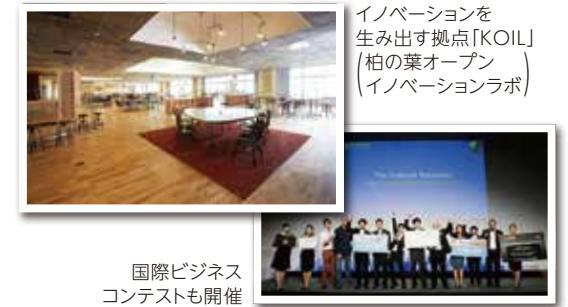 イノベーションを
生み出す拠点「KOIL」
(柏の葉オープン
イノベーションラボ)
国際ビジネス
コンテストも開催